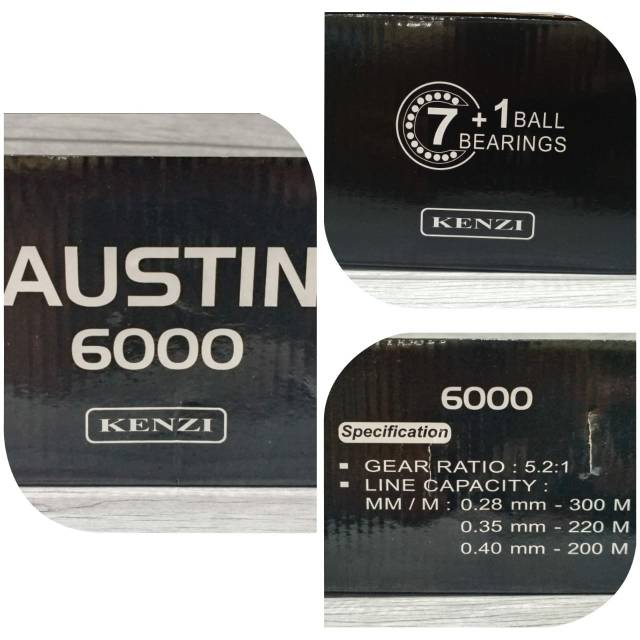 AUSTIN
6000
KENZI
7 + 1 BALL
BEARINGS
KENZI
6000
Specification
GEAR RATIO : 5.2:1
LINE CAPACITY :
MM / M : 0.28 mm - 300 M
0.35 mm - 220 M
0.40 mm - 200 M